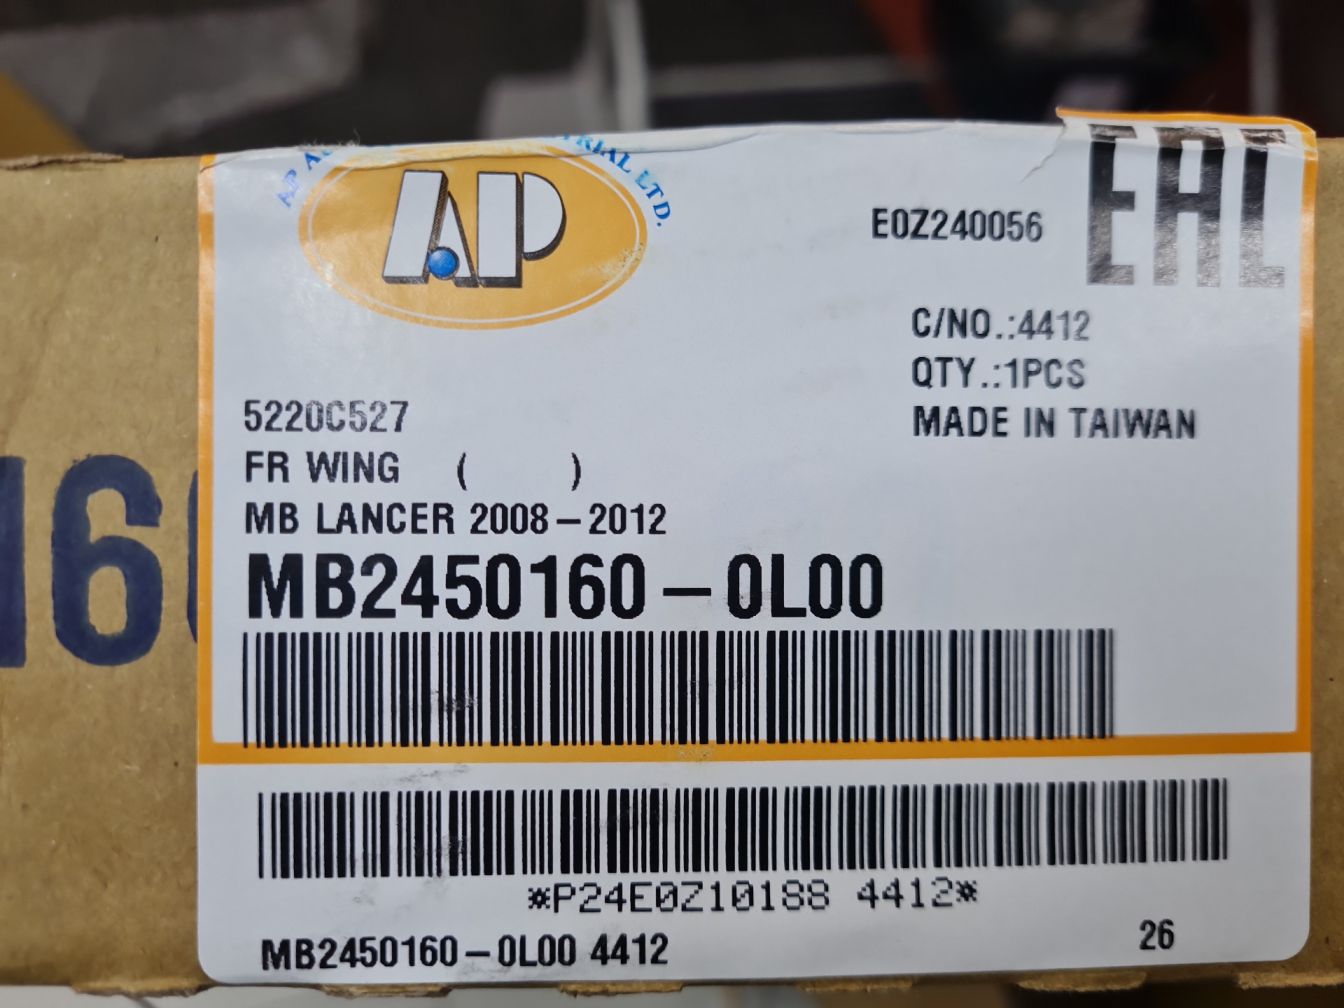 AP
LTD.
E0Z240056
EAC
C/NO.:4412
QTY.:1PCS
MADE IN TAIWAN
5220C527
FR WING ( )
MB LANCER 2008-2012
MB2450160-0L00
*P24E0Z10188 4412*
MB2450160-0L00 4412
26